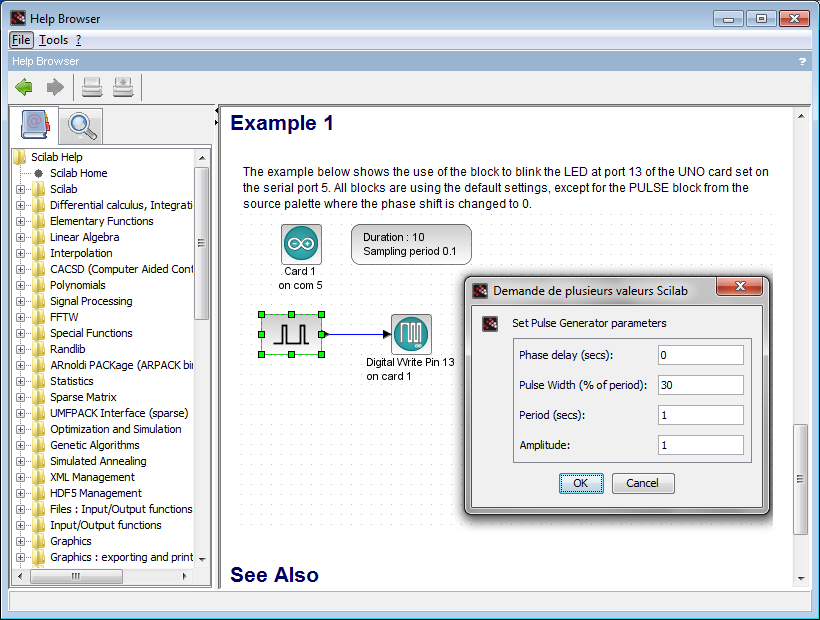 Help Browser
File Tools ?
Help Browser
?
Scilab Help
Scilab Home
Scilab
Differential calculus, Integrati
Elementary Functions
Linear Algebra
Interpolation
CACSD (Computer Aided Cont
Polynomials
Signal Processing
FFTW
Special Functions
Randlib
ARnoldi PACKage (ARPACK bin
Statistics
Sparse Matrix
UMFPACK Interface (sparse)
Optimization and Simulation
Genetic Algorithms
Simulated Annealing
XML Management
HDF5 Management
Files : Input/Output functions
Input/Output functions
Graphics
Graphics : exporting and print
Example 1
The example below shows the use of the block to blink the LED at port 13 of the UNO card set on
the serial port 5. All blocks are using the default settings, except for the PULSE block from the
source palette where the phase shift is changed to 0.
Card 1
on com 5
Duration : 10
Sampling period 0.1
Digital Write Pin 13
on card 1
Demande de plusieurs valeurs Scilab
Set Pulse Generator parameters
Phase delay (secs): 0
Pulse Width (% of period): 30
Period (secs): 1
Amplitude: 1
OK Cancel
See Also